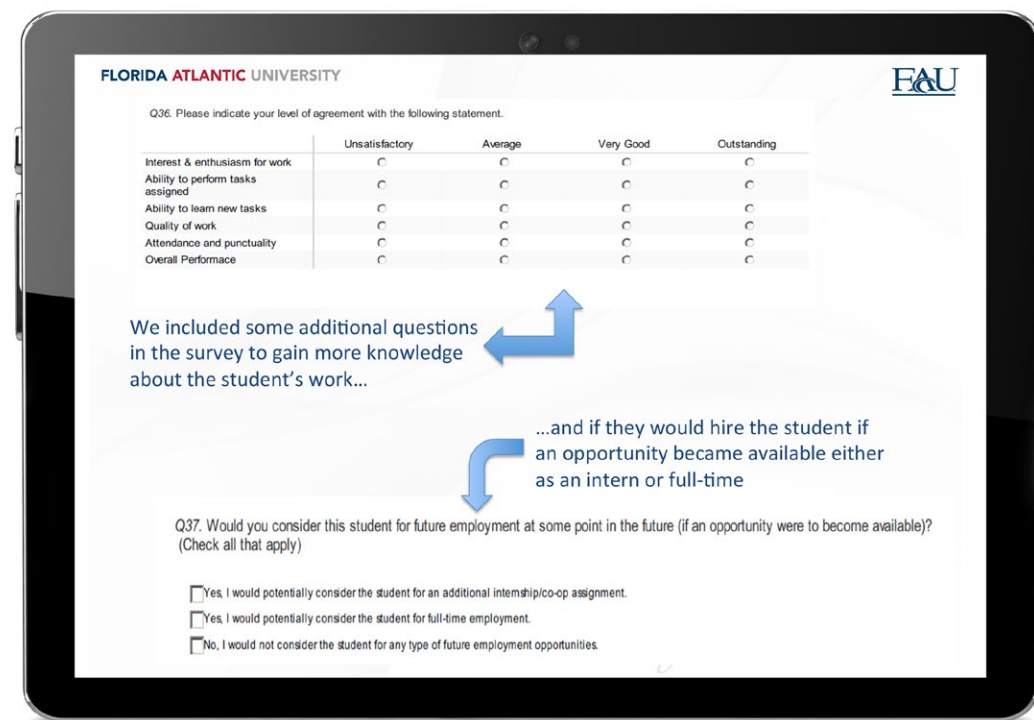 FLORIDA ATLANTIC UNIVERSITY
FAU
Q36. Please indicate your level of agreement with the following statement.
Unsatisfactory Average Very Good Outstanding
Interest & enthusiasm for work
Ability to perform tasks
assigned
Ability to learn new tasks
Quality of work
Attendance and punctuality
Overall Performace
We included some additional questions
in the survey to gain more knowledge
about the student's work...
...and if they would hire the student if
an opportunity became available either
as an intern or full-time
Q37. Would you consider this student for future employment at some point in the future (if an opportunity were to become available)?
(Check all that apply)
Yes, I would potentially consider the student for an additional internship/co-op assignment.
Yes, I would potentially consider the student for full-time employment.
No, I would not consider the student for any type of future employment opportunities.